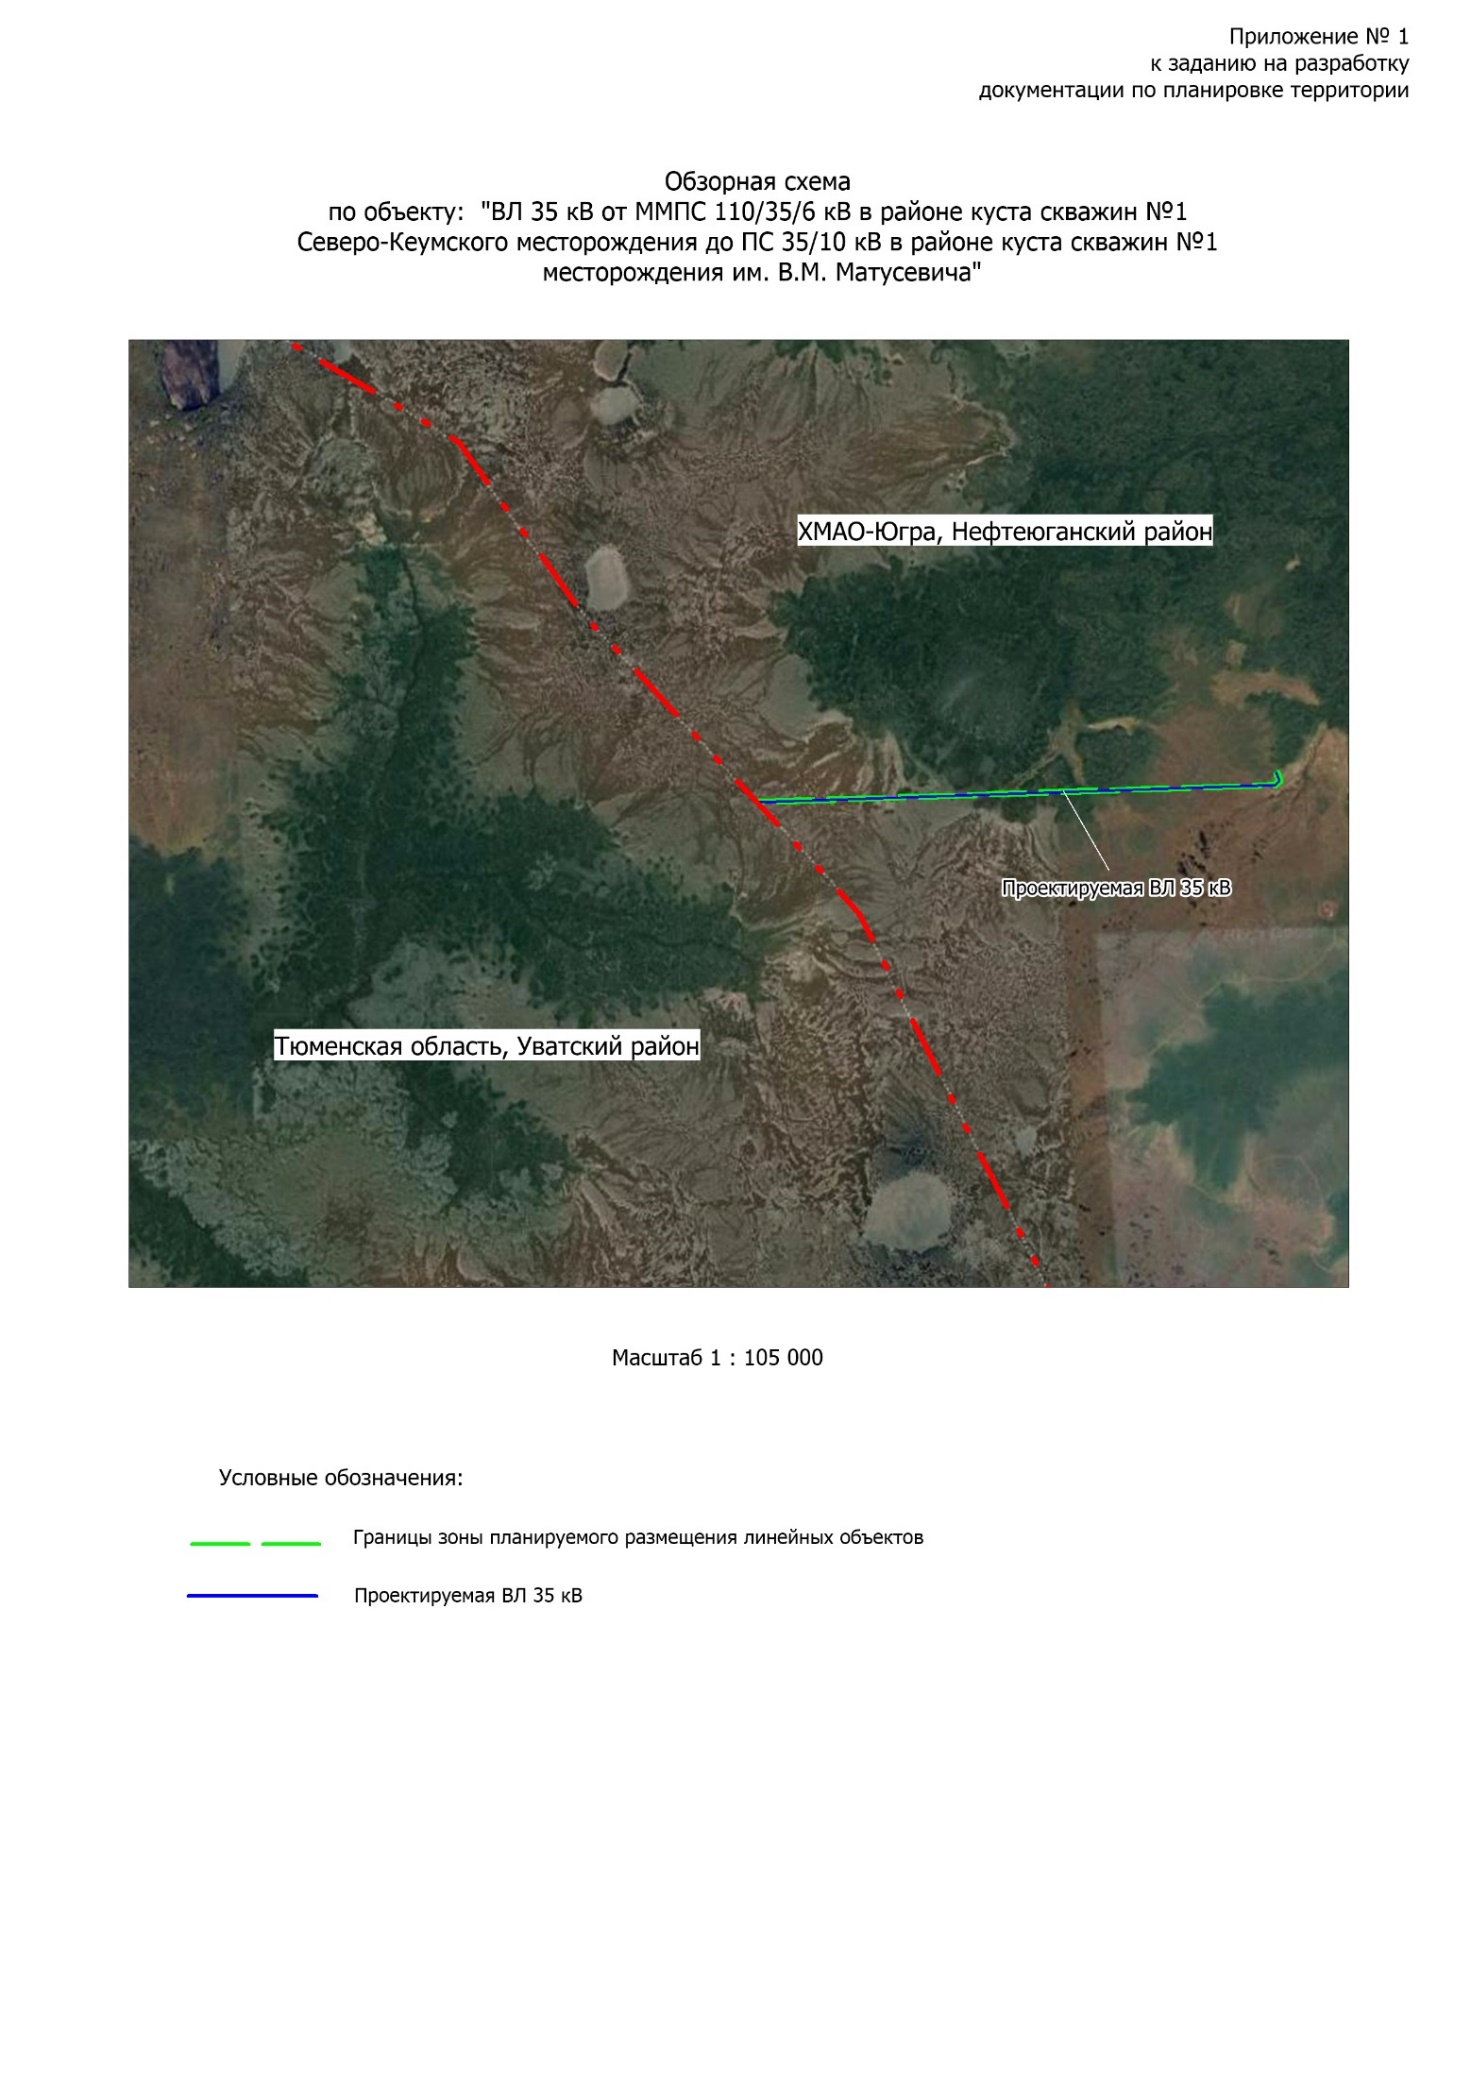 Приложение № 1
к заданию на разработку
документации по планировке территории
Обзорная схема
по объекту: "ВЛ 35 кВ от ММПС 110/35/6 кВ в районе куста скважин №1
Северо-Кеумского месторождения до ПС 35/10 кВ в районе куста скважин №1
месторождения им. В.М. Матусевича"
ХМАО-Югра, Нефтеюганский район
Проектируемая ВЛ 35 кВ
Тюменская область, Уватский район
Масштаб 1 : 105 000
Условные обозначения:
Границы зоны планируемого размещения линейных объектов
Проектируемая ВЛ 35 кВ